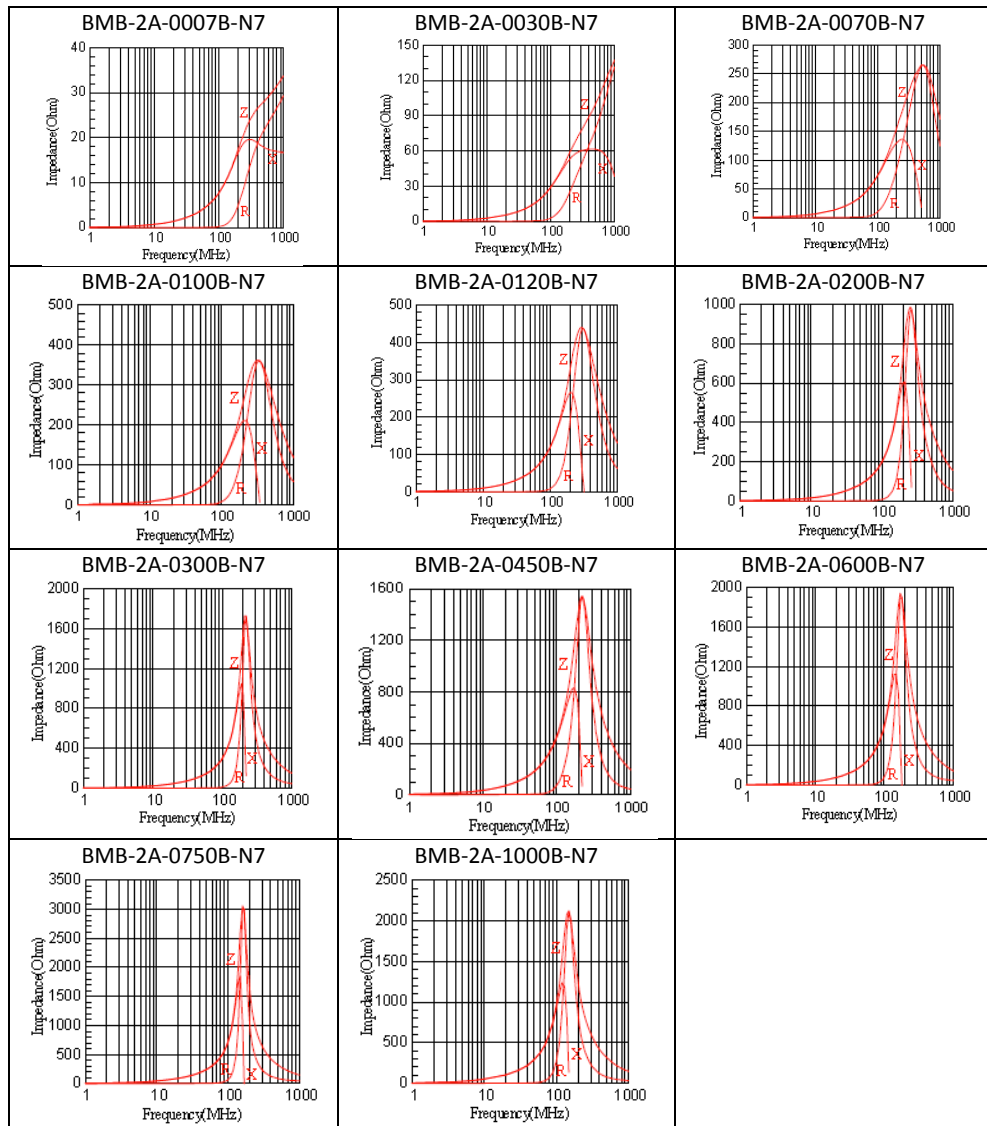 BMB-2A-0007B-N7
40
30
20
10
0
Impedance(Ohm)
Z
X
R
1 10 100 1000
Frequency(MHz)
BMB-2A-0030B-N7
150
120
90
60
30
0
Impedance(Ohm)
Z
X
R
1 10 100 1000
Frequency(MHz)
BMB-2A-0070B-N7
300
250
200
150
100
50
0
Impedance(Ohm)
Z
X
R
1 10 100 1000
Frequency(MHz)
BMB-2A-0100B-N7
500
400
300
200
100
0
Impedance(Ohm)
Z
X
R
1 10 100 1000
Frequency(MHz)
BMB-2A-0120B-N7
500
400
300
200
100
0
Impedance(Ohm)
Z
X
R
1 10 100 1000
Frequency(MHz)
BMB-2A-0200B-N7
1000
800
600
400
200
0
Impedance(Ohm)
Z
X
R
1 10 100 1000
Frequency(MHz)
BMB-2A-0300B-N7
2000
1600
1200
800
400
0
Impedance(Ohm)
Z
X
R
1 10 100 1000
Frequency(MHz)
BMB-2A-0450B-N7
1600
1200
800
400
0
Impedance(Ohm)
Z
X
R
1 10 100 1000
Frequency(MHz)
BMB-2A-0600B-N7
2000
1600
1200
800
400
0
Impedance(Ohm)
Z
X
R
1 10 100 1000
Frequency(MHz)
BMB-2A-0750B-N7
3500
3000
2500
2000
1500
1000
500
0
Impedance(Ohm)
Z
R
X
1 10 100 1000
Frequency(MHz)
BMB-2A-1000B-N7
2500
2000
1500
1000
500
0
Impedance(Ohm)
Z
X
R
1 10 100 1000
Frequency(MHz)